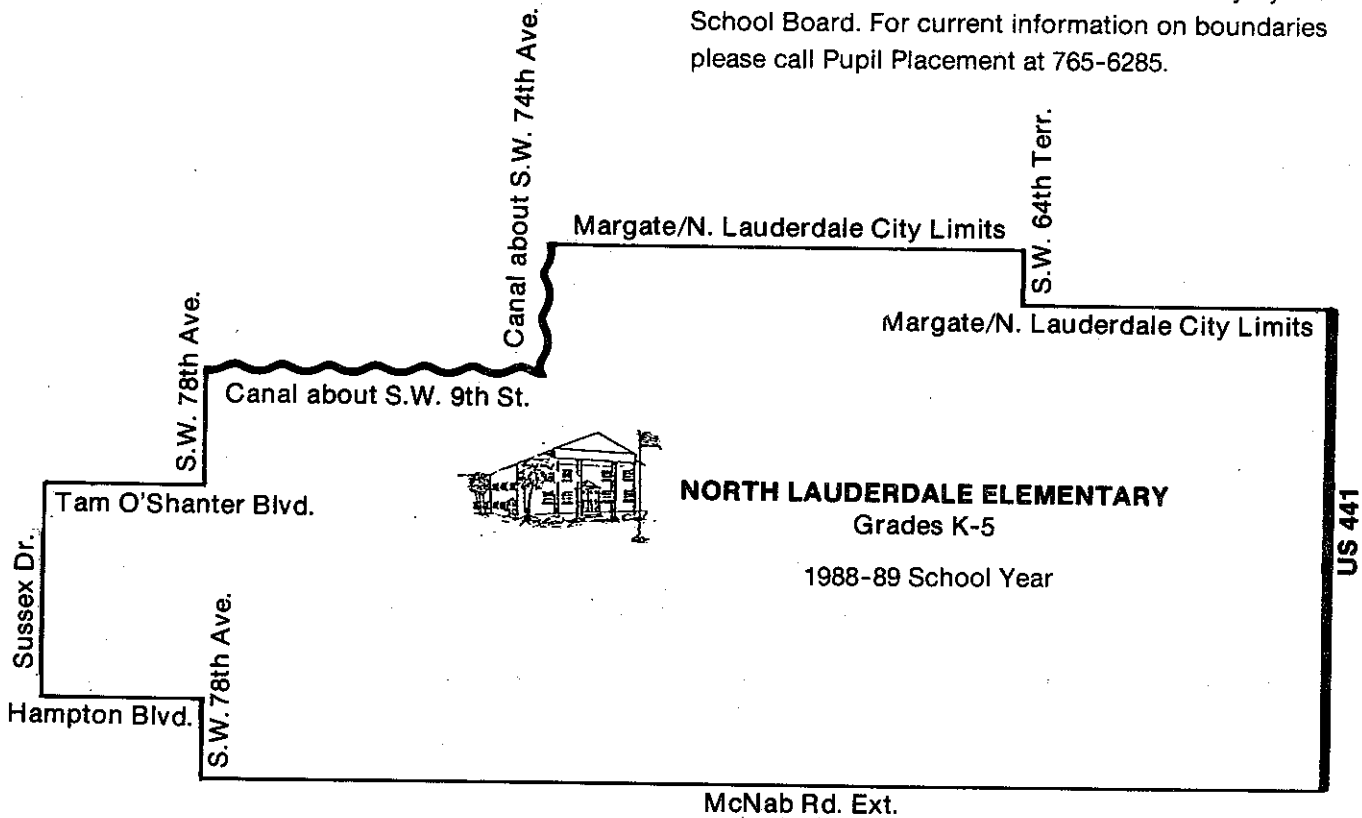 School Board. For current information on boundaries
please call Pupil Placement at 765-6285.
Canal about S.W. 74th Ave.
S.W. 64th Terr.
Margate/N. Lauderdale City Limits
Margate/N. Lauderdale City Limits
S.W. 78th Ave.
Canal about S.W. 9th St.
Tam O'Shanter Blvd.
NORTH LAUDERDALE ELEMENTARY
Grades K-5
1988-89 School Year
US 441
Sussex Dr.
S.W. 78th Ave.
Hampton Blvd.
McNab Rd. Ext.